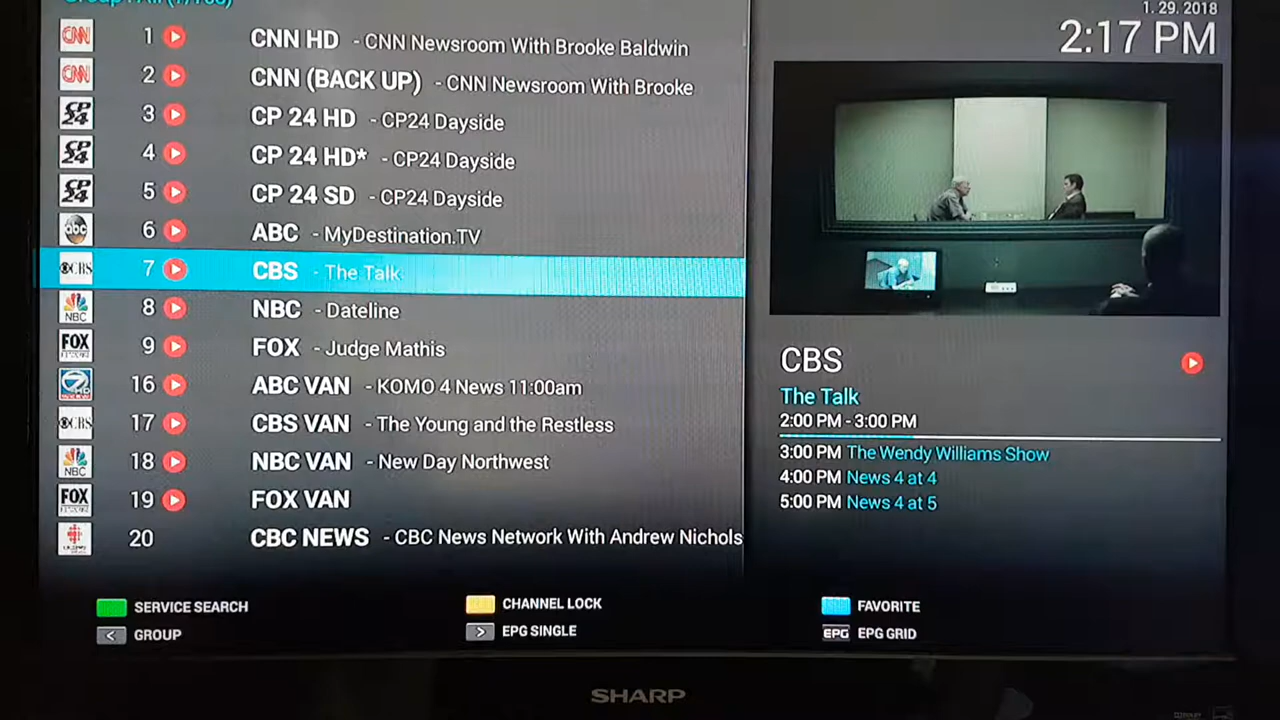 1. 29. 2018
2:17 PM
CNN 1 CNN HD - CNN Newsroom With Brooke Baldwin
CNN 2 CNN (BACK UP) - CNN Newsroom With Brooke
CP 24 3 CP 24 HD - CP24 Dayside
CP 24 4 CP 24 HD* - CP24 Dayside
CP 24 5 CP 24 SD - CP24 Dayside
abc 6 ABC - MyDestination.TV
CBS 7 CBS - The Talk
NBC 8 NBC - Dateline
FOX 9 FOX - Judge Mathis
7 16 ABC VAN - KOMO 4 News 11:00am
CBS 17 CBS VAN - The Young and the Restless
NBC 18 NBC VAN - New Day Northwest
FOX 19 FOX VAN
20 CBC NEWS - CBC News Network With Andrew Nichols
CBS
The Talk
2:00 PM - 3:00 PM
3:00 PM The Wendy Williams Show
4:00 PM News 4 at 4
5:00 PM News 4 at 5
SERVICE SEARCH
CHANNEL LOCK
FAVORITE
< GROUP
> EPG SINGLE
EPG EPG GRID
SHARP